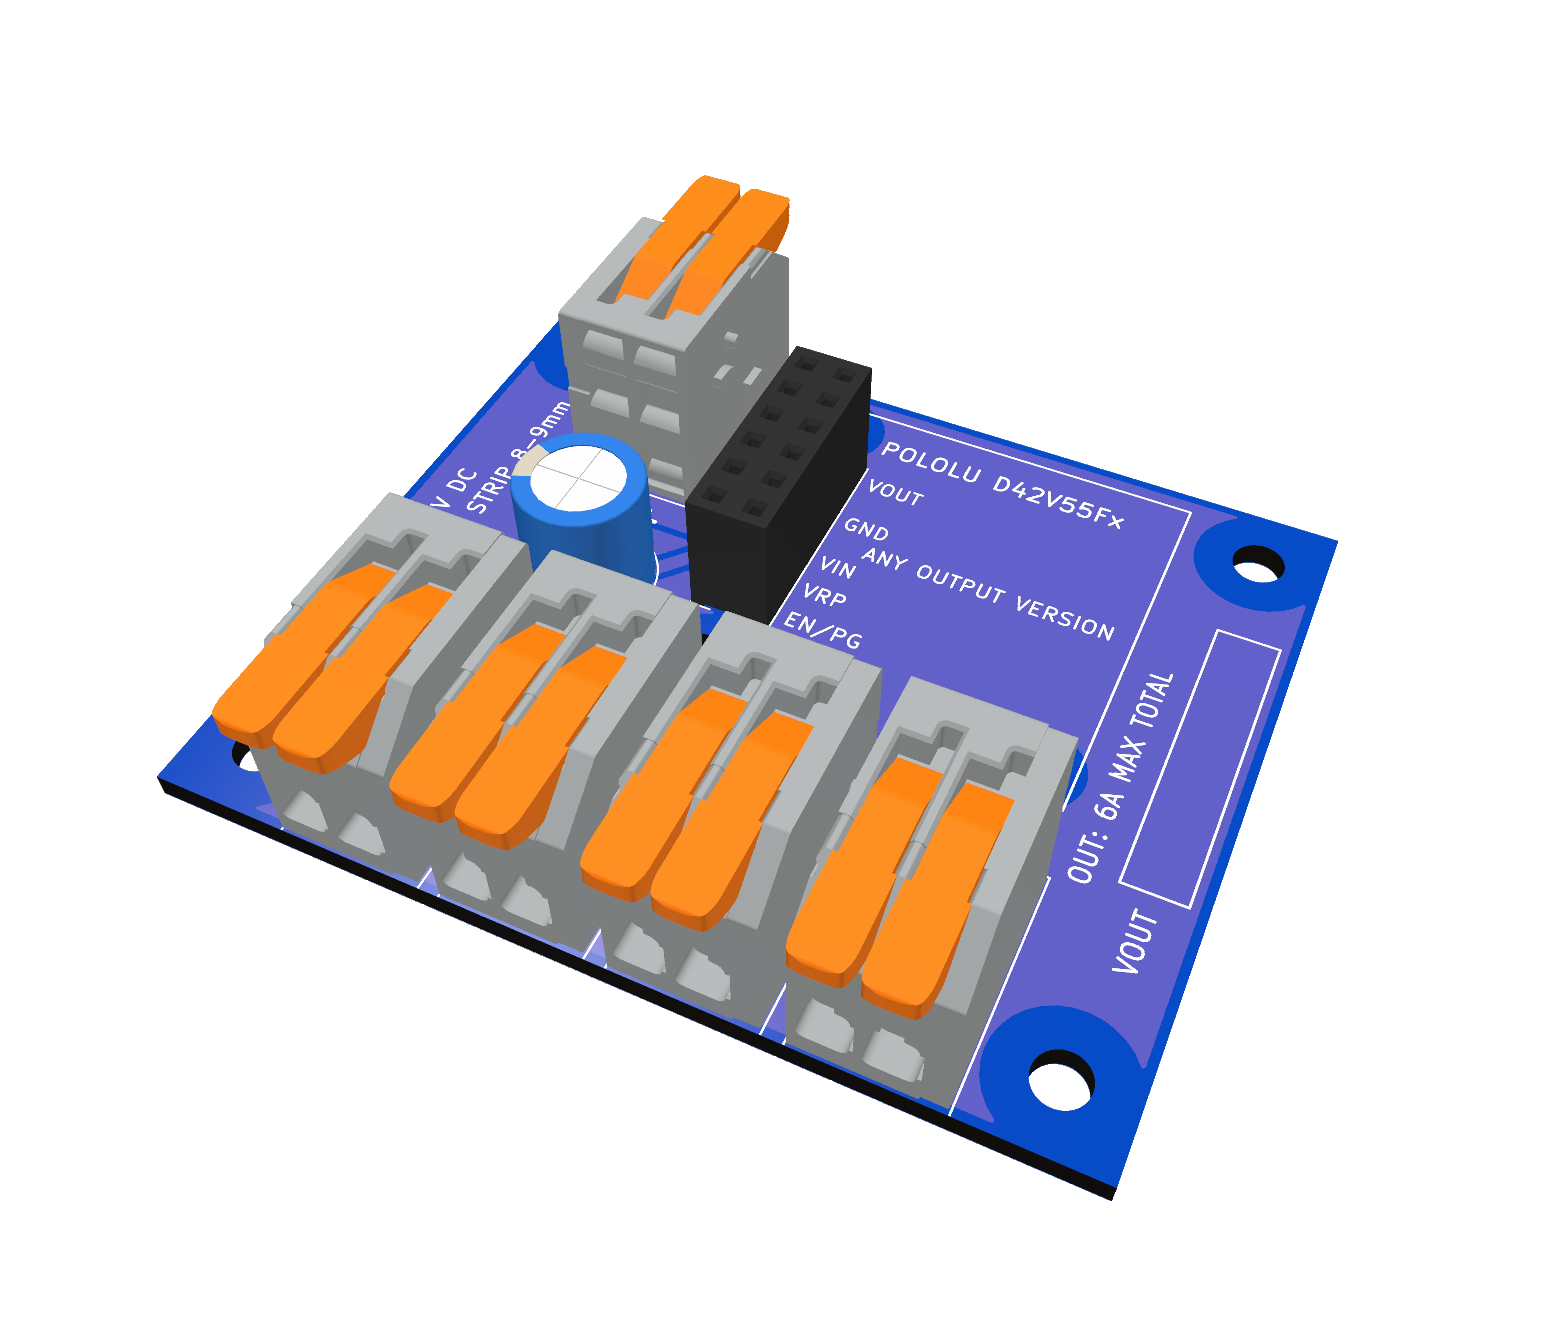 V DC
STRIP 8-9mm
POLOLU D42V55Fx
VOUT
GND
ANY OUTPUT VERSION
VIN
VRP
EN/PG
OUT: 6A MAX TOTAL
VOUT